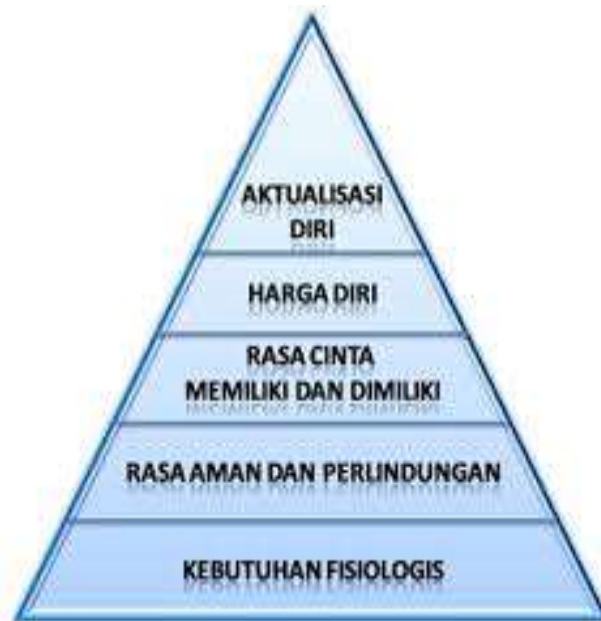 AKTUALISASI
DIRI
HARGA DIRI
RASA CINTA
MEMILIKI DAN DIMILIKI
RASA AMAN DAN PERLINDUNGAN
KEBUTUHAN FISIOLOGIS